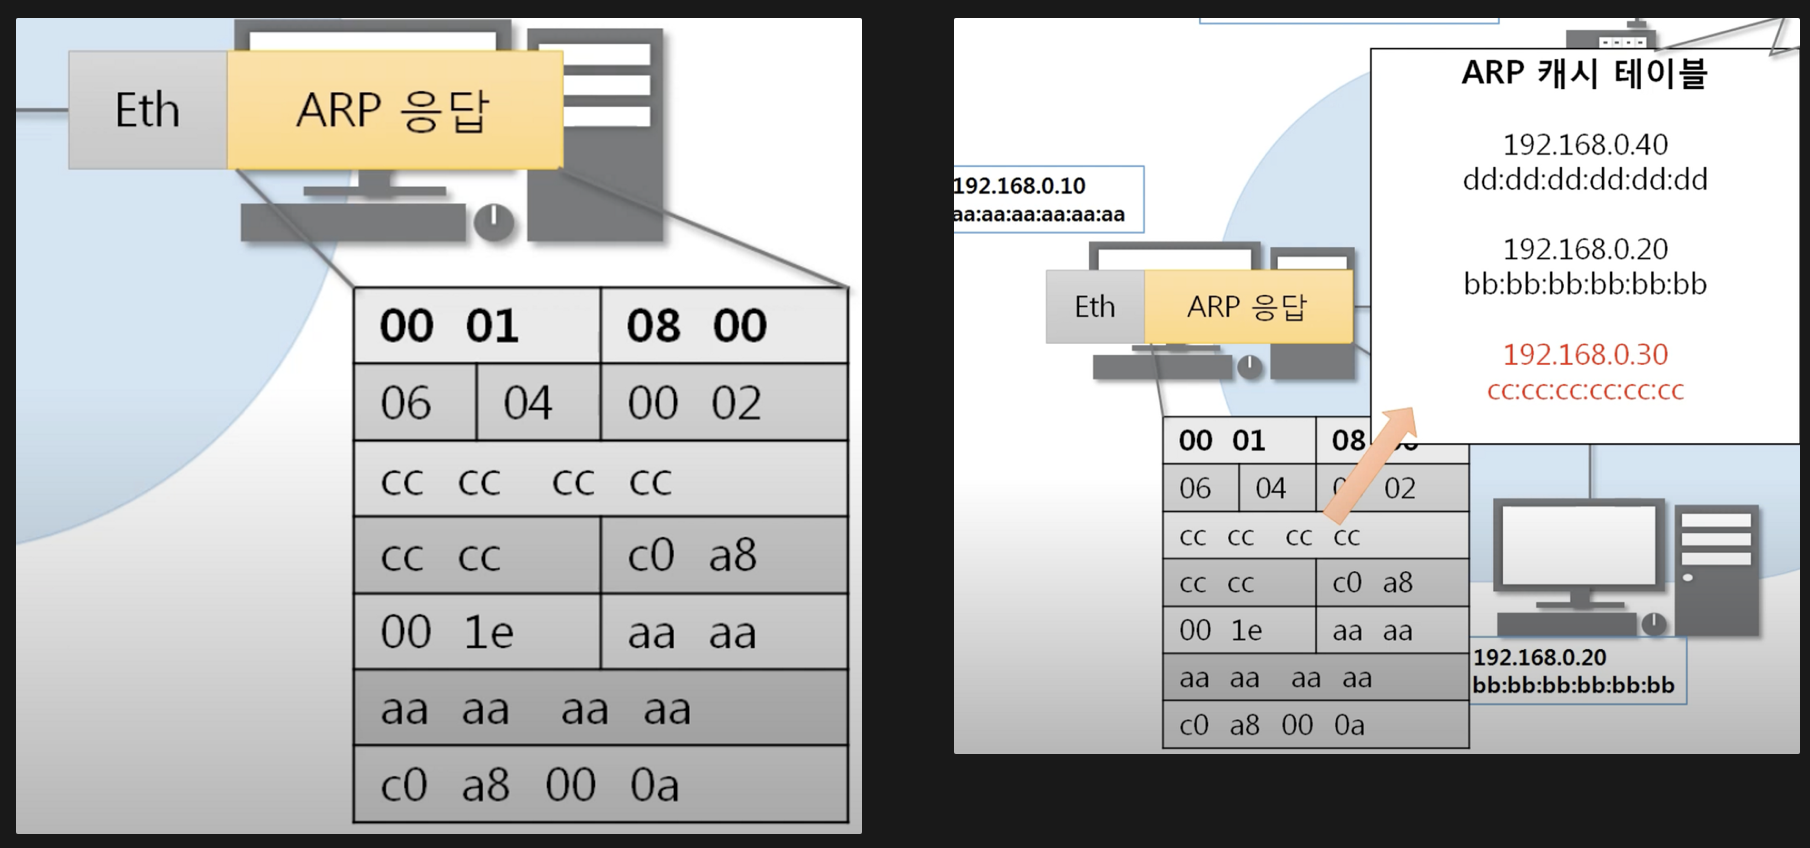 Eth ARP 응답
00 01 08 00
06 04 00 02
cc cc cc cc
cc cc c0 a8
00 1e aa aa
aa aa aa aa
c0 a8 00 0a
ARP 캐시 테이블
192.168.0.40
dd:dd:dd:dd:dd:dd
192.168.0.20
bb:bb:bb:bb:bb:bb
192.168.0.30
cc:cc:cc:cc:cc:cc
192.168.0.10
aa:aa:aa:aa:aa:aa
Eth ARP 응답
00 01 08
06 04 02
cc cc cc cc
cc cc c0 a8
00 1e aa aa
aa aa aa aa
c0 a8 00 0a
192.168.0.20
bb:bb:bb:bb:bb:bb